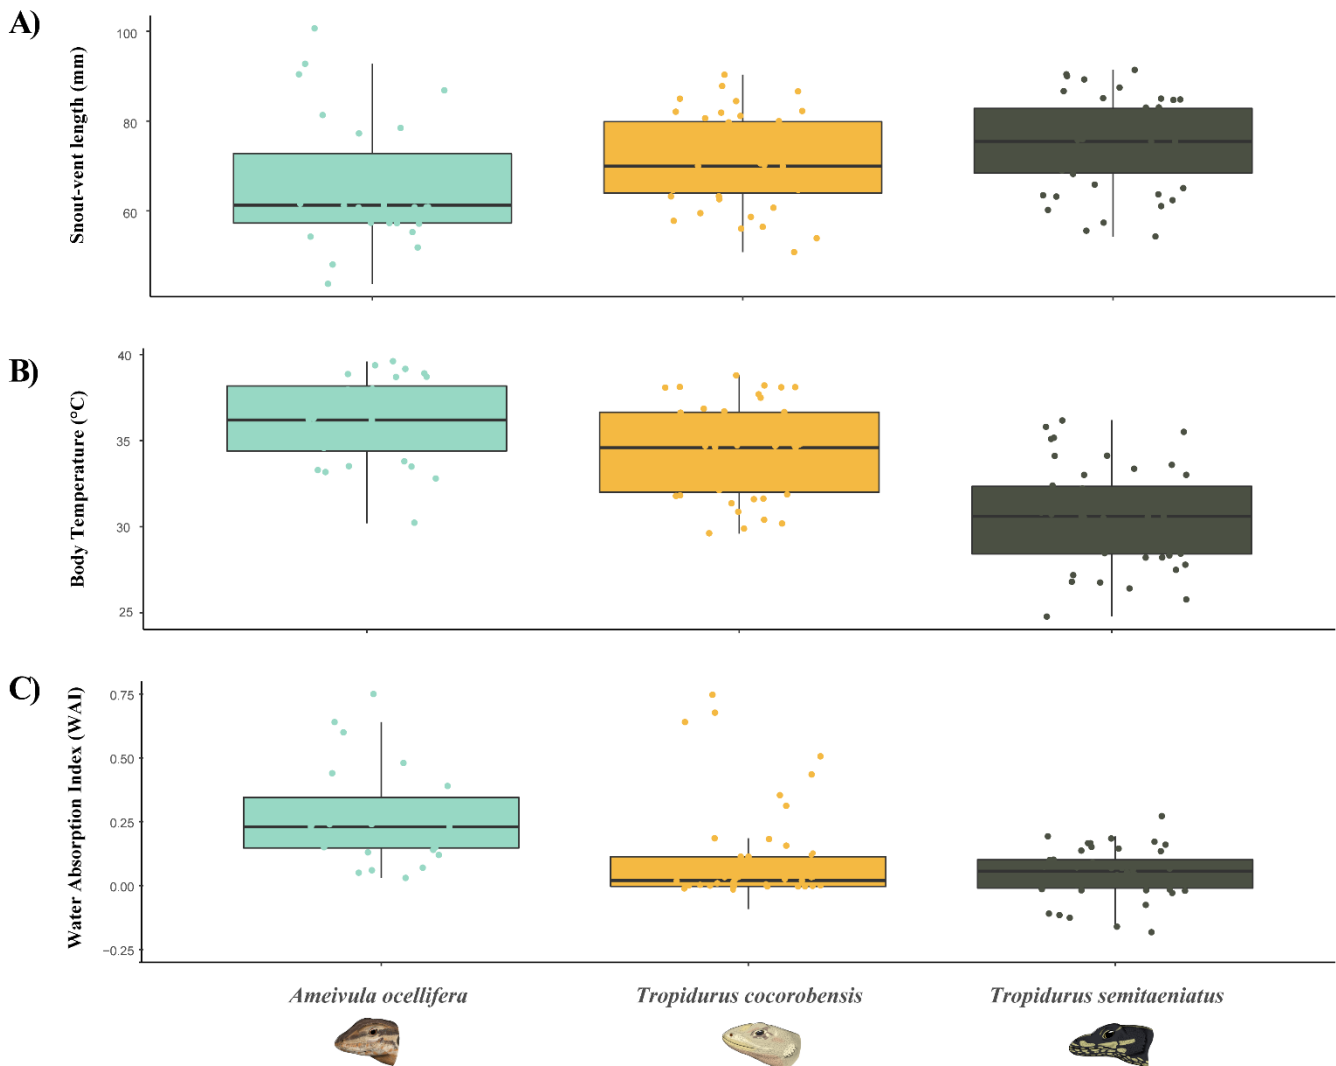 A)
Snout-vent length (mm)
100
80
60
B)
Body Temperature (°C)
40
35
30
25
C)
Water Absorption Index (WAI)
0.75
0.50
0.25
0.00
−0.25
Ameivula ocellifera
Tropidurus cocorobensis
Tropidurus semitaeniatus